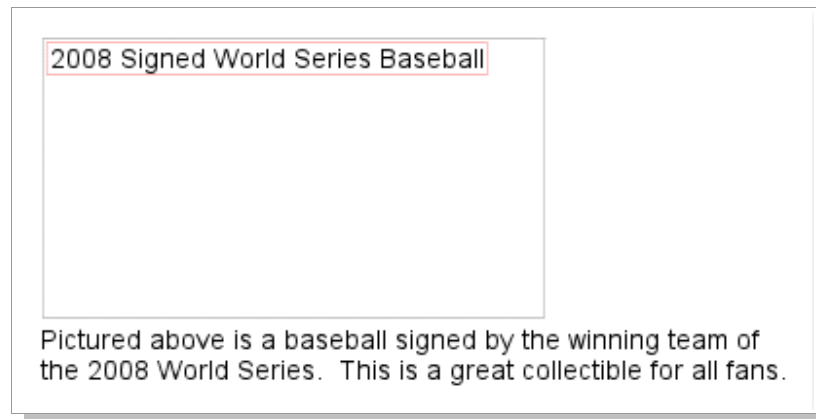 2008 Signed World Series Baseball
Pictured above is a baseball signed by the winning team of
the 2008 World Series.  This is a great collectible for all fans.